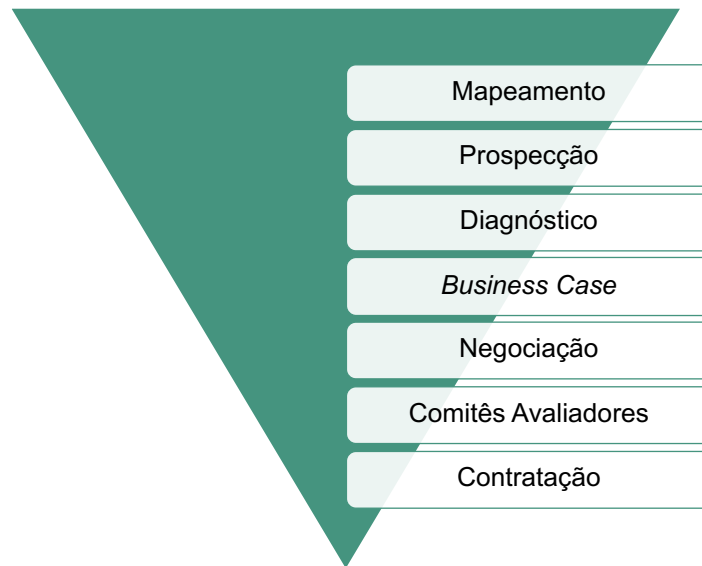 Mapeamento
Prospecção
Diagnóstico
Business Case
Negociação
Comitês Avaliadores
Contratação